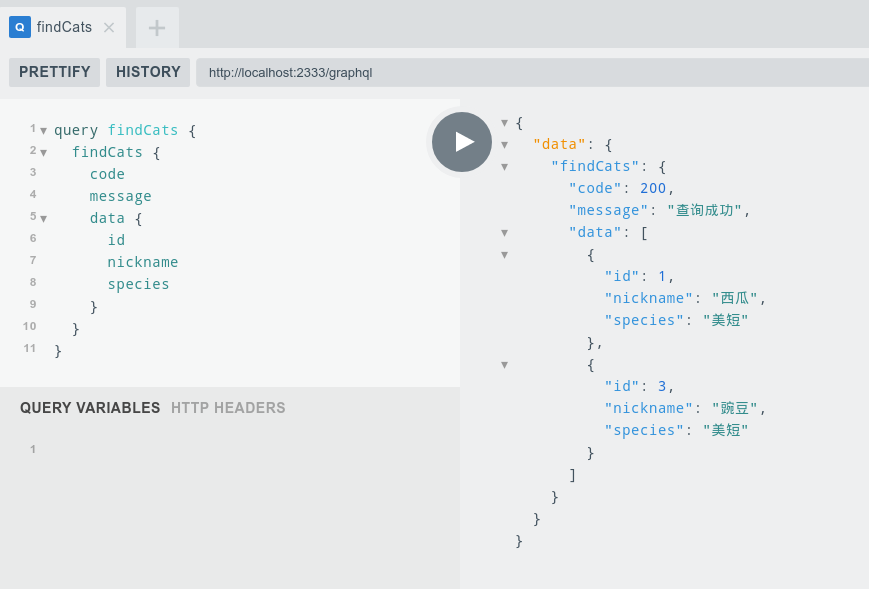 findCats
PRETTIFY HISTORY http://localhost:2333/graphql
1 query findCats {
2 findCats {
3 code
4 message
5 data {
6 id
7 nickname
8 species
9 }
10 }
11 }
QUERY VARIABLES HTTP HEADERS
1
{
"data": {
"findCats": {
"code": 200,
"message": "查询成功",
"data": [
{
"id": 1,
"nickname": "西瓜",
"species": "美短"
},
{
"id": 3,
"nickname": "豌豆",
"species": "美短"
}
]
}
}
}